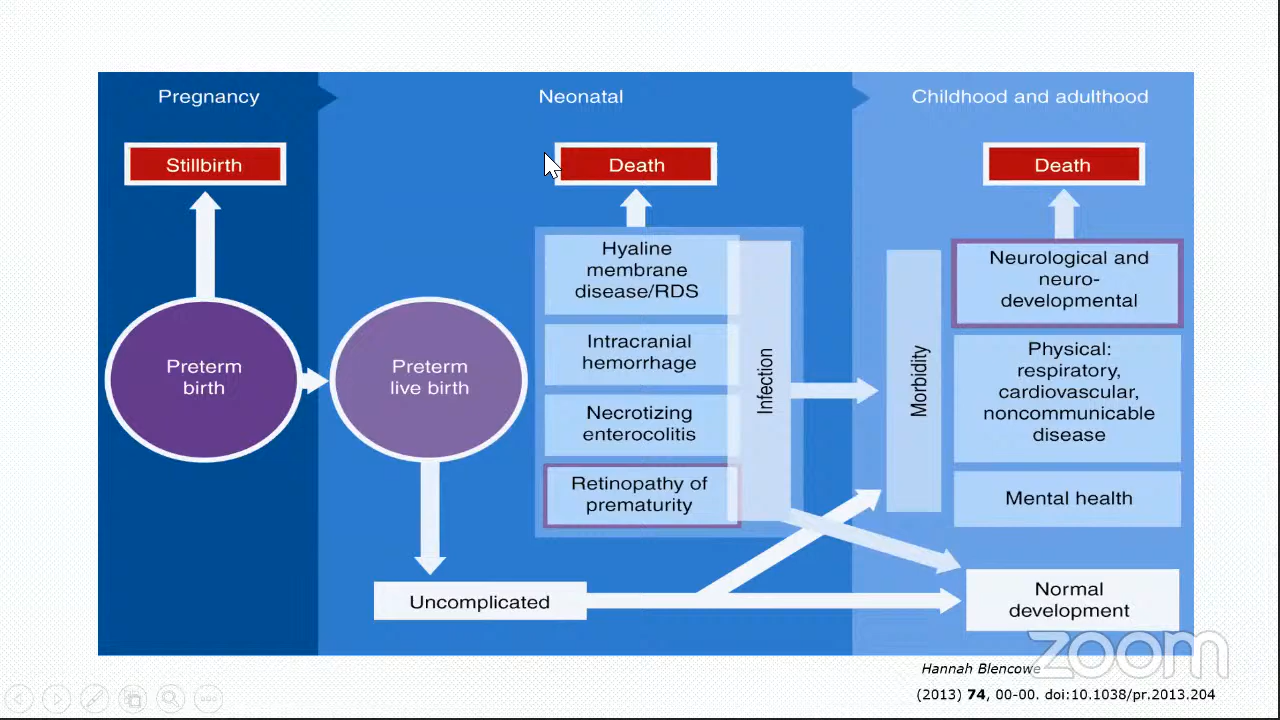 Pregnancy
Neonatal
Childhood and adulthood
Stillbirth
Death
Death
Preterm
birth
Preterm
live birth
Hyaline
membrane
disease/RDS
Intracranial
hemorrhage
Necrotizing
enterocolitis
Retinopathy of
prematurity
Infection
Morbidity
Neurological and
neuro-
developmental
Physical:
respiratory,
cardiovascular,
noncommunicable
disease
Mental health
Uncomplicated
Normal
development
zoom
Hannah Blencowe
(2013) 74, 00-00. doi:10.1038/pr.2013.204